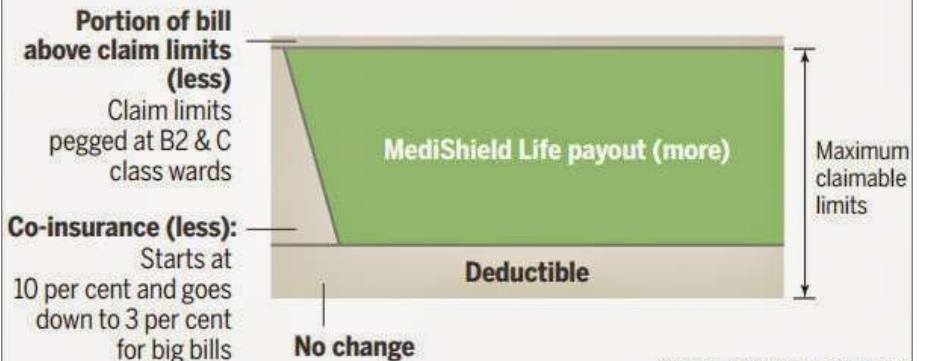 Portion of bill
above claim limits
(less)
Claim limits
pegged at B2 & C
class wards
Co-insurance (less):
Starts at
10 per cent and goes
down to 3 per cent
for big bills
MediShield Life payout (more)
Deductible
No change
Maximum
claimable
limits